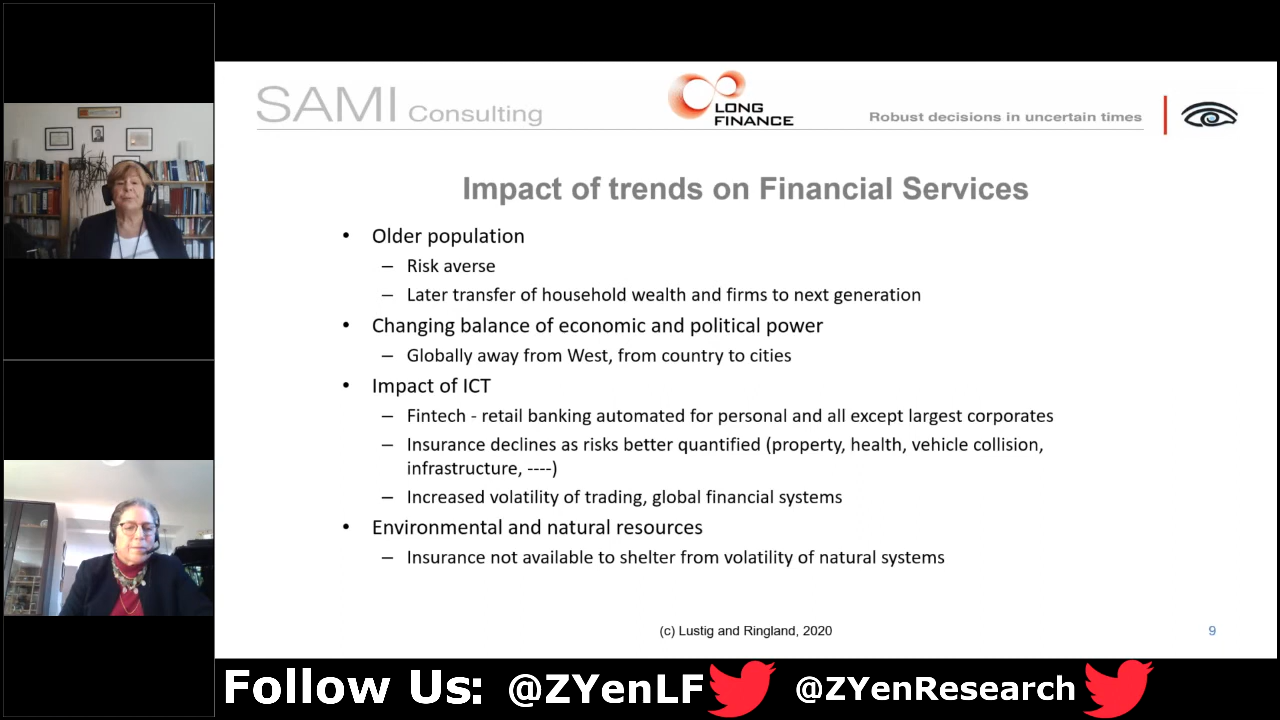 SAMI Consulting
LONG
FINANCE
Robust decisions in uncertain times
Impact of trends on Financial Services
• Older population
– Risk averse
– Later transfer of household wealth and firms to next generation
• Changing balance of economic and political power
– Globally away from West, from country to cities
• Impact of ICT
– Fintech - retail banking automated for personal and all except largest corporates
– Insurance declines as risks better quantified (property, health, vehicle collision,
infrastructure, ----)
– Increased volatility of trading, global financial systems
• Environmental and natural resources
– Insurance not available to shelter from volatility of natural systems
(c) Lustig and Ringland, 2020
9
Follow Us: @ZYenLF @ZYenResearch